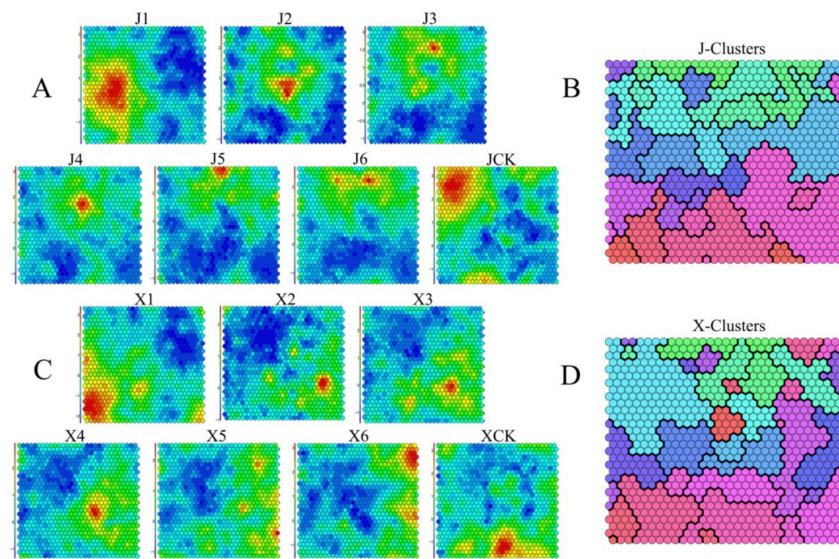 J1 J2 J3
A
J-Clusters
B
J4 J5 J6 JCK
X1 X2 X3
C
X-Clusters
D
X4 X5 X6 XCK